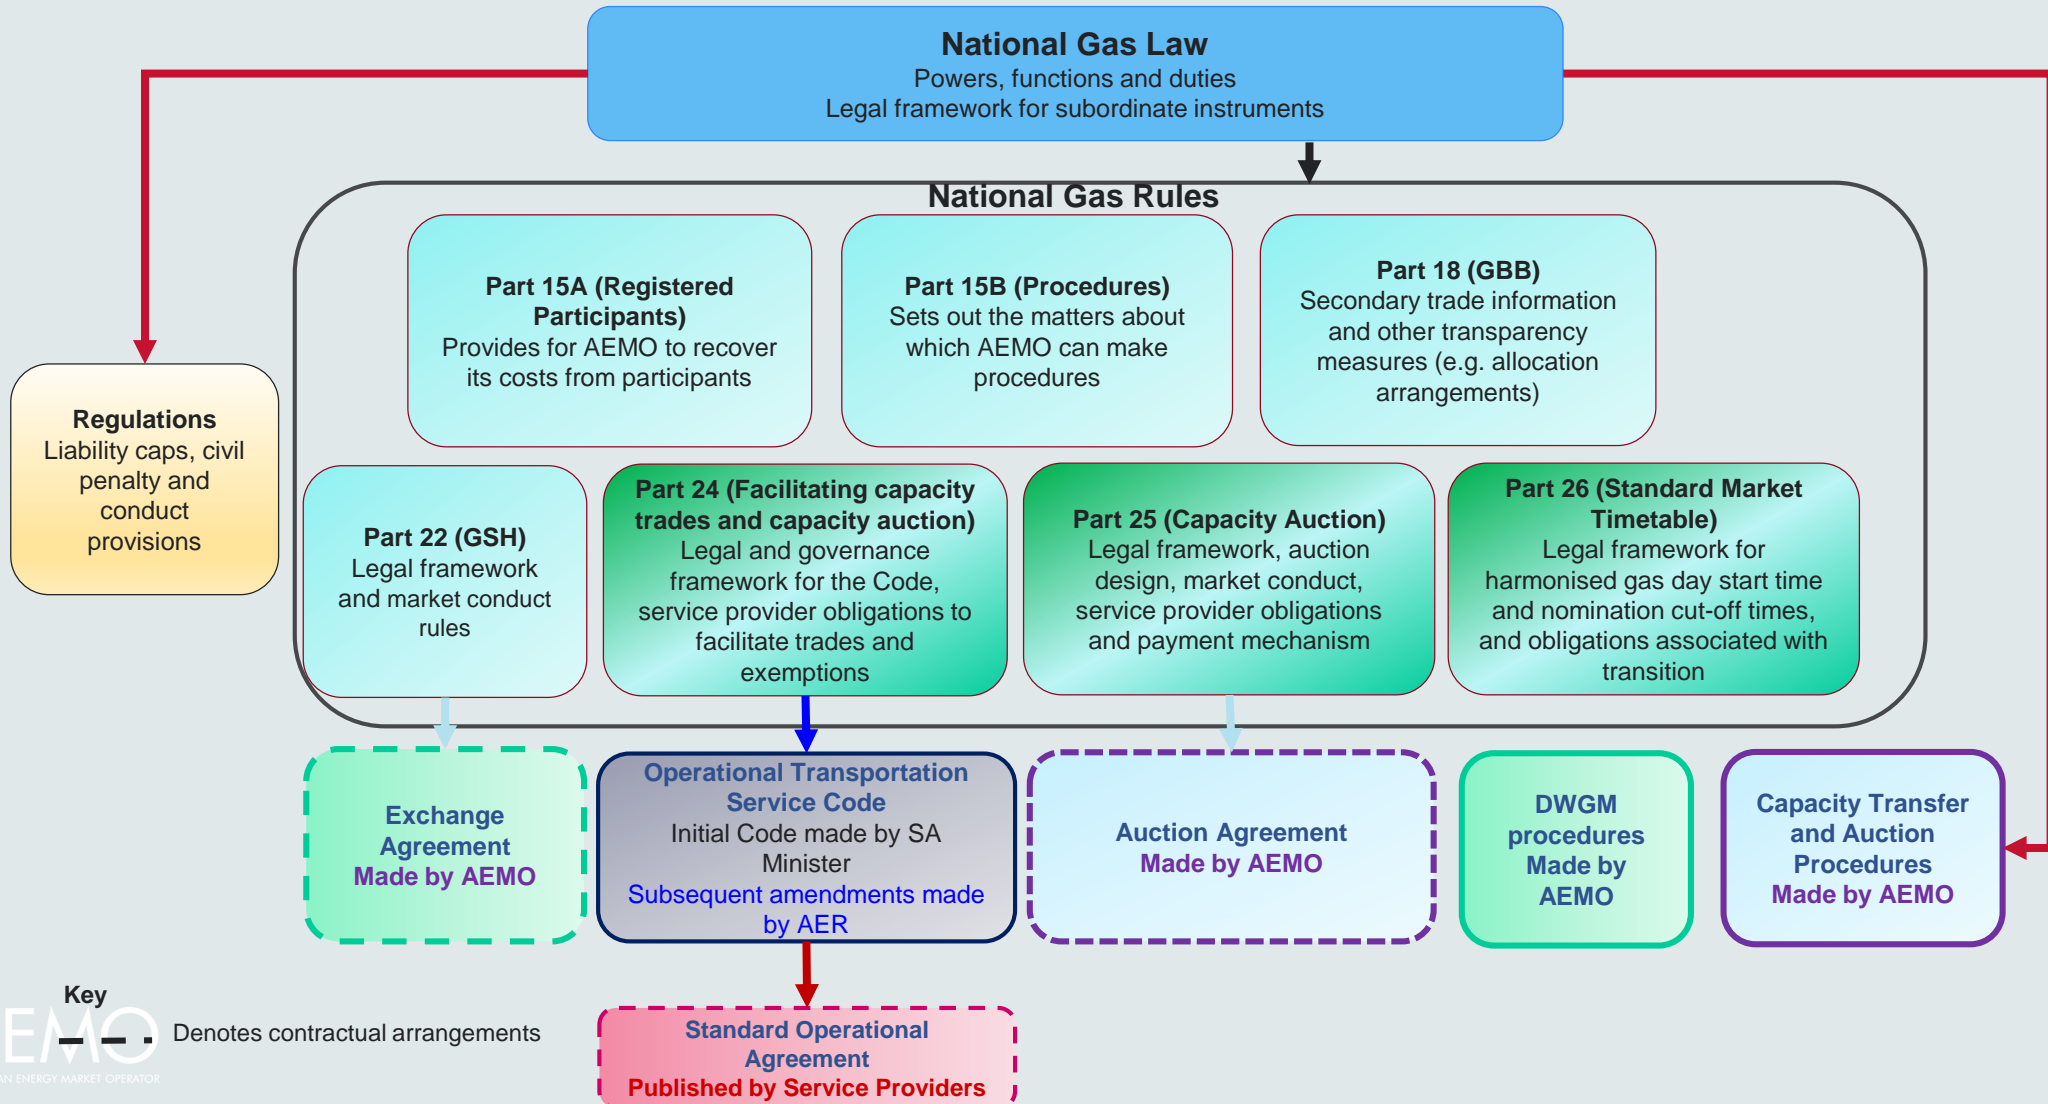 National Gas Law
Powers, functions and duties
Legal framework for subordinate instruments
National Gas Rules
Part 15A (Registered
Participants)
Provides for AEMO to recover
its costs from participants
Part 15B (Procedures)
Sets out the matters about
which AEMO can make
procedures
Part 18 (GBB)
Secondary trade information
and other transparency
measures (e.g. allocation
arrangements)
Regulations
Liability caps, civil
penalty and
conduct
provisions
Part 22 (GSH)
Legal framework
and market conduct
rules
Part 24 (Facilitating capacity
trades and capacity auction)
Legal and governance
framework for the Code,
service provider obligations to
facilitate trades and
exemptions
Part 25 (Capacity Auction)
Legal framework, auction
design, market conduct,
service provider obligations
and payment mechanism
Part 26 (Standard Market
Timetable)
Legal framework for
harmonised gas day start time
and nomination cut-off times,
and obligations associated with
transition
Exchange
Agreement
Made by AEMO
Operational Transportation
Service Code
Initial Code made by SA
Minister
Subsequent amendments made
by AER
Auction Agreement
Made by AEMO
DWGM
procedures
Made by
AEMO
Capacity Transfer
and Auction
Procedures
Made by AEMO
Key
EMO
AN ENERGY MARKET OPERATOR
Denotes contractual arrangements
Standard Operational
Agreement
Published by Service Providers